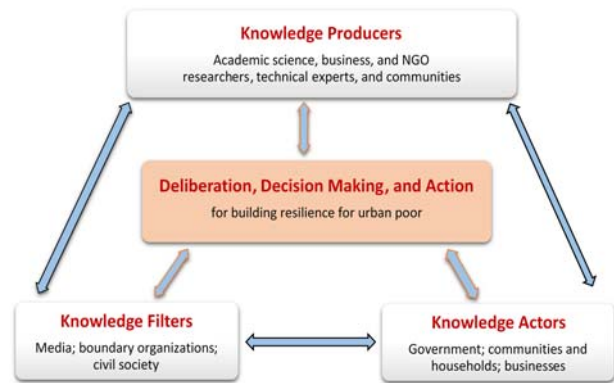 Knowledge Producers
Academic science, business, and NGO
researchers, technical experts, and communities
Deliberation, Decision Making, and Action
for building resilience for urban poor
Knowledge Filters
Media; boundary organizations;
civil society
Knowledge Actors
Government; communities and
households; businesses